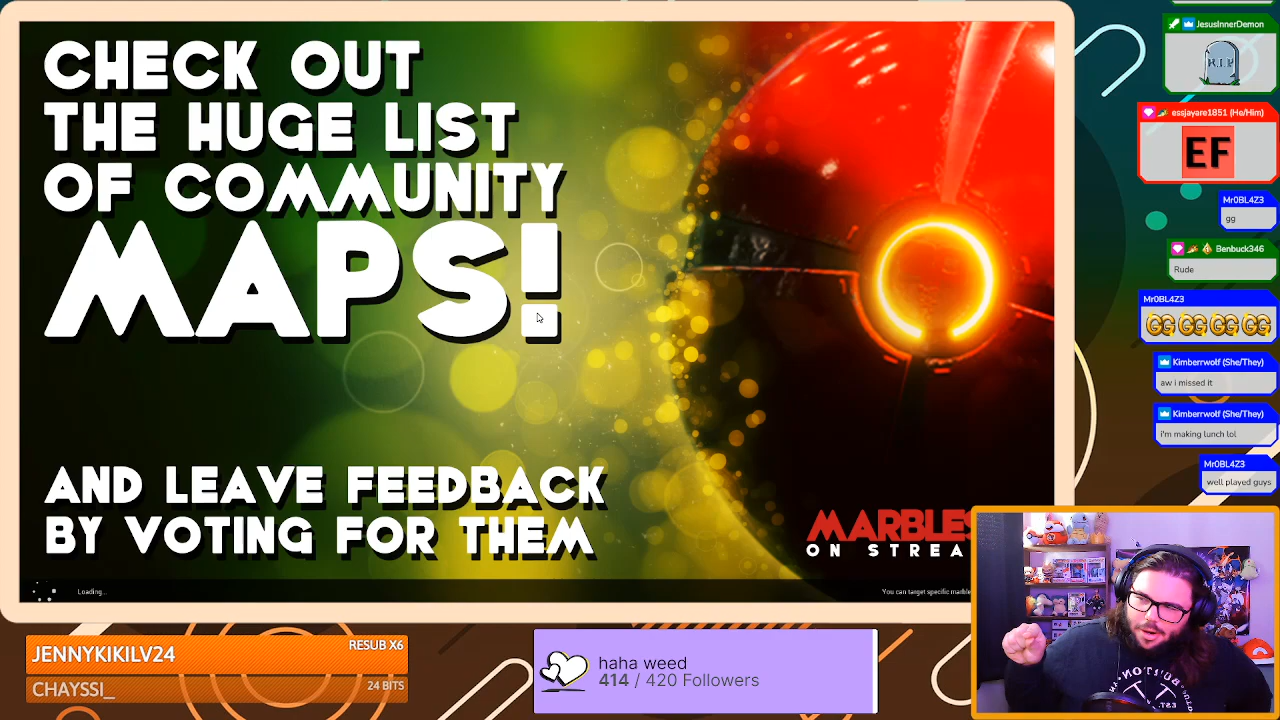 CHECK OUT
THE HUGE LIST
OF COMMUNITY
MAPS!
AND LEAVE FEEDBACK
BY VOTING FOR THEM
MARBLES
ON STREA
Loading...
You can target specific marble
JesusInnerDemon
R.I.P
essjayare1851 (He/Him)
EF
Mr0BL4Z3
gg
Benbuck346
Rude
Mr0BL4Z3
GG GG GG GG
Kimberrwolf (She/They)
aw i missed it
Kimberrwolf (She/They)
i'm making lunch lol
Mr0BL4Z3
well played guys
JENNYKIKILV24
RESUB X6
CHAYSSI_
24 BITS
haha weed
414 / 420 Followers